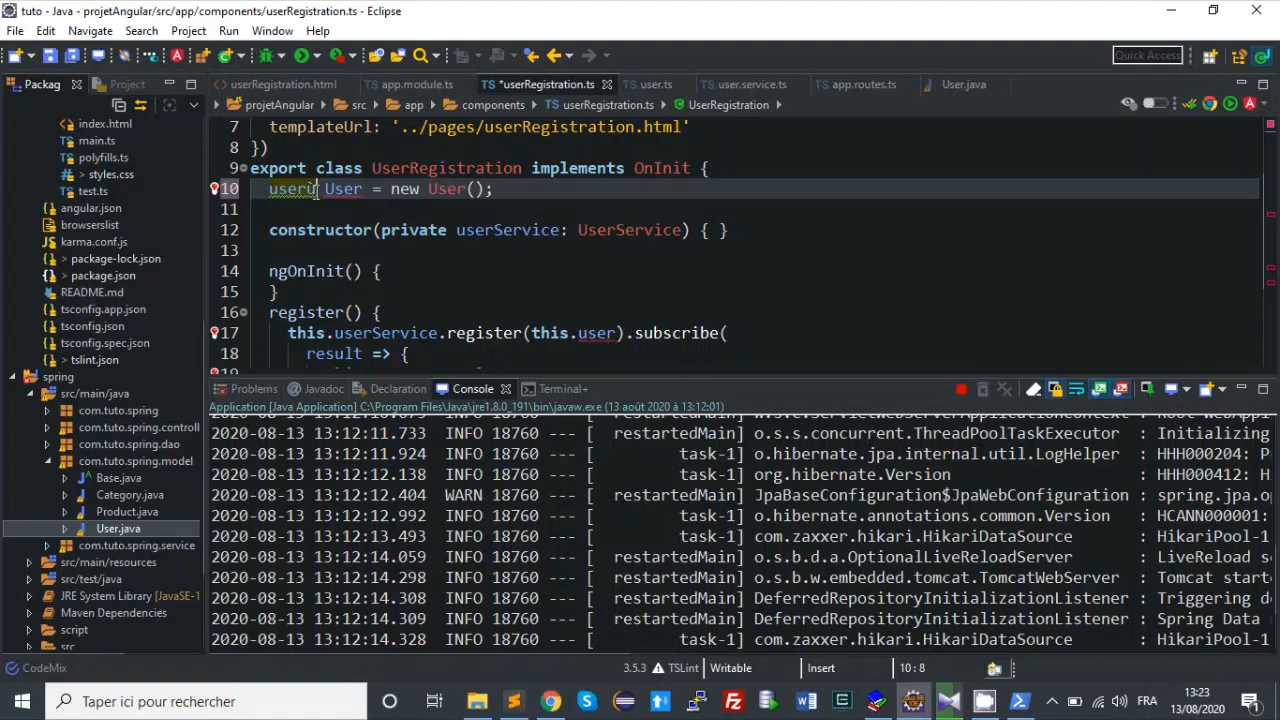 tuto - Java - projetAngular/src/app/components/userRegistration.ts - Eclipse
File Edit Navigate Search Project Run Window Help
Quick Access
Packag Project
userRegistration.html TS app.module.ts TS *userRegistration.ts TS user.ts TS user.service.ts TS app.routes.ts User.java
projetAngular src app components userRegistration.ts UserRegistration
index.html
main.ts
polyfills.ts
> styles.css
test.ts
angular.json
browserslist
karma.conf.js
> package-lock.json
> package.json
README.md
tsconfig.app.json
tsconfig.json
tsconfig.spec.json
> tslint.json
spring
src/main/java
com.tuto.spring
com.tuto.spring.controll
com.tuto.spring.dao
com.tuto.spring.model
Base.java
Category.java
Product.java
User.java
com.tuto.spring.service
src/main/resources
src/test/java
JRE System Library [JavaSE-1
Maven Dependencies
script
src
7 templateUrl: '../pages/userRegistration.html'
8 })
9 export class UserRegistration implements OnInit {
10 userù User = new User();
11
12 constructor(private userService: UserService) { }
13
14 ngOnInit() {
15 }
16 register() {
17 this.userService.register(this.user).subscribe(
18 result => {
Problems Javadoc Declaration Console Terminal+
Application [Java Application] C:\Program Files\Java\jre1.8.0_191\bin\javaw.exe (13 août 2020 à 13:12:01)
2020-08-13 13:12:11.733 INFO 18760 --- [ restartedMain] o.s.s.concurrent.ThreadPoolTaskExecutor : Initializing
2020-08-13 13:12:11.924 INFO 18760 --- [ task-1] o.hibernate.jpa.internal.util.LogHelper : HHH000204: P
2020-08-13 13:12:12.138 INFO 18760 --- [ task-1] org.hibernate.Version : HHH000412: H
2020-08-13 13:12:12.404 WARN 18760 --- [ restartedMain] JpaBaseConfiguration$JpaWebConfiguration : spring.jpa.o
2020-08-13 13:12:12.992 INFO 18760 --- [ task-1] o.hibernate.annotations.common.Version : HCANN000001:
2020-08-13 13:12:13.493 INFO 18760 --- [ task-1] com.zaxxer.hikari.HikariDataSource : HikariPool-1
2020-08-13 13:12:14.059 INFO 18760 --- [ restartedMain] o.s.b.d.a.OptionalLiveReloadServer : LiveReload s
2020-08-13 13:12:14.298 INFO 18760 --- [ restartedMain] o.s.b.w.embedded.tomcat.TomcatWebServer : Tomcat start
2020-08-13 13:12:14.308 INFO 18760 --- [ restartedMain] DeferredRepositoryInitializationListener : Triggering de
2020-08-13 13:12:14.309 INFO 18760 --- [ restartedMain] DeferredRepositoryInitializationListener : Spring Data
2020-08-13 13:12:14.328 INFO 18760 --- [ task-1] com.zaxxer.hikari.HikariDataSource : HikariPool-1
CodeMix 3.5.3 TSLint Writable Insert 10 : 8
Taper ici pour rechercher
FRA
13:23
13/08/2020